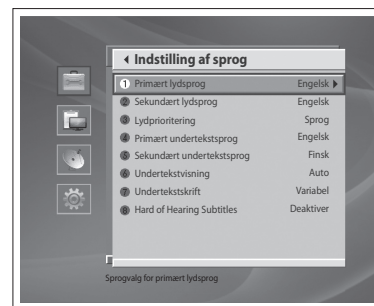 Indstilling af sprog
1 Primært lydsprog Engelsk
2 Sekundært lydsprog Engelsk
3 Lydprioritering Sprog
4 Primært undertekstsprog Engelsk
5 Sekundært undertekstsprog Finsk
6 Undertekstvisning Auto
7 Undertekstskrift Variabel
8 Hard of Hearing Subtitles Deaktiver
Sprogvalg for primært lydsprog